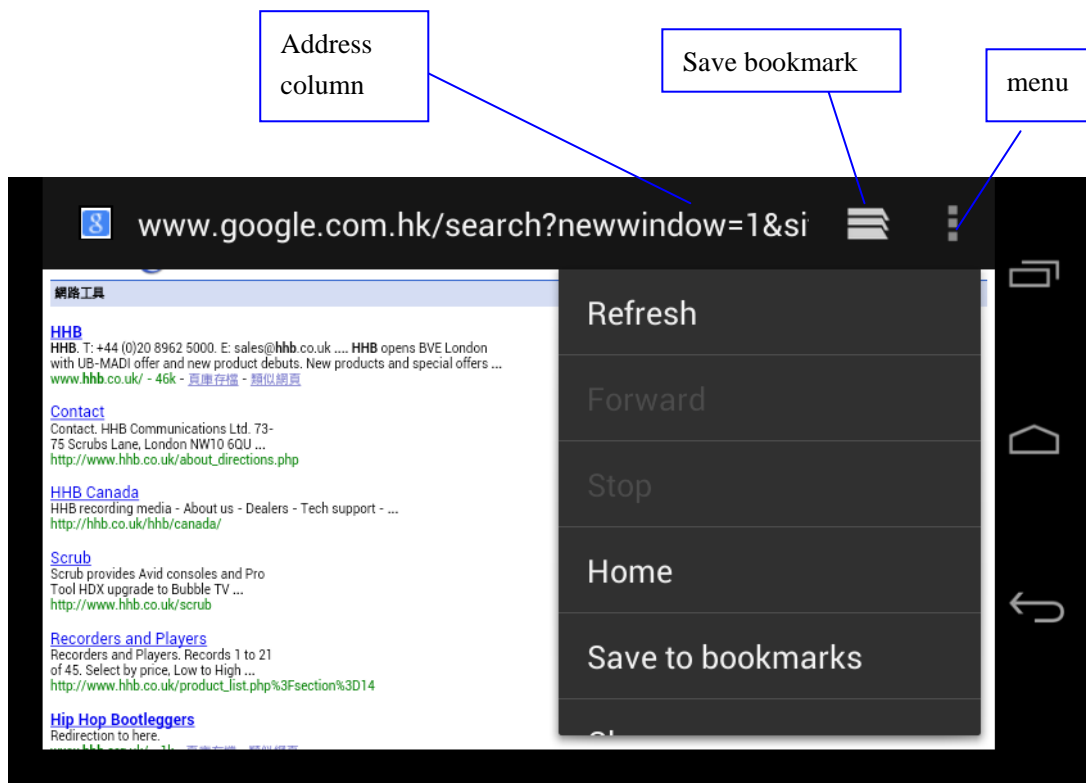 Address
column
Save bookmark
menu
www.google.com.hk/search?newwindow=1&si
網路工具
HHB
HHB. T: +44 (0)20 8962 5000. E: sales@hhb.co.uk .... HHB opens BVE London
with UB-MADI offer and new product debuts. New products and special offers ...
www.hhb.co.uk/ - 46k - 頁庫存檔 - 類似網頁
Contact
Contact. HHB Communications Ltd. 73-
75 Scrubs Lane, London NW10 6QU ...
http://www.hhb.co.uk/about_directions.php
HHB Canada
HHB recording media - About us - Dealers - Tech support - ...
http://hhb.co.uk/hhb/canada/
Scrub
Scrub provides Avid consoles and Pro
Tool HDX upgrade to Bubble TV ...
http://www.hhb.co.uk/scrub
Recorders and Players
Recorders and Players. Records 1 to 21
of 45. Select by price, Low to High ...
http://www.hhb.co.uk/product_list.php%3Fsection%3D14
Hip Hop Bootleggers
Redirection to here.
Refresh
Forward
Stop
Home
Save to bookmarks